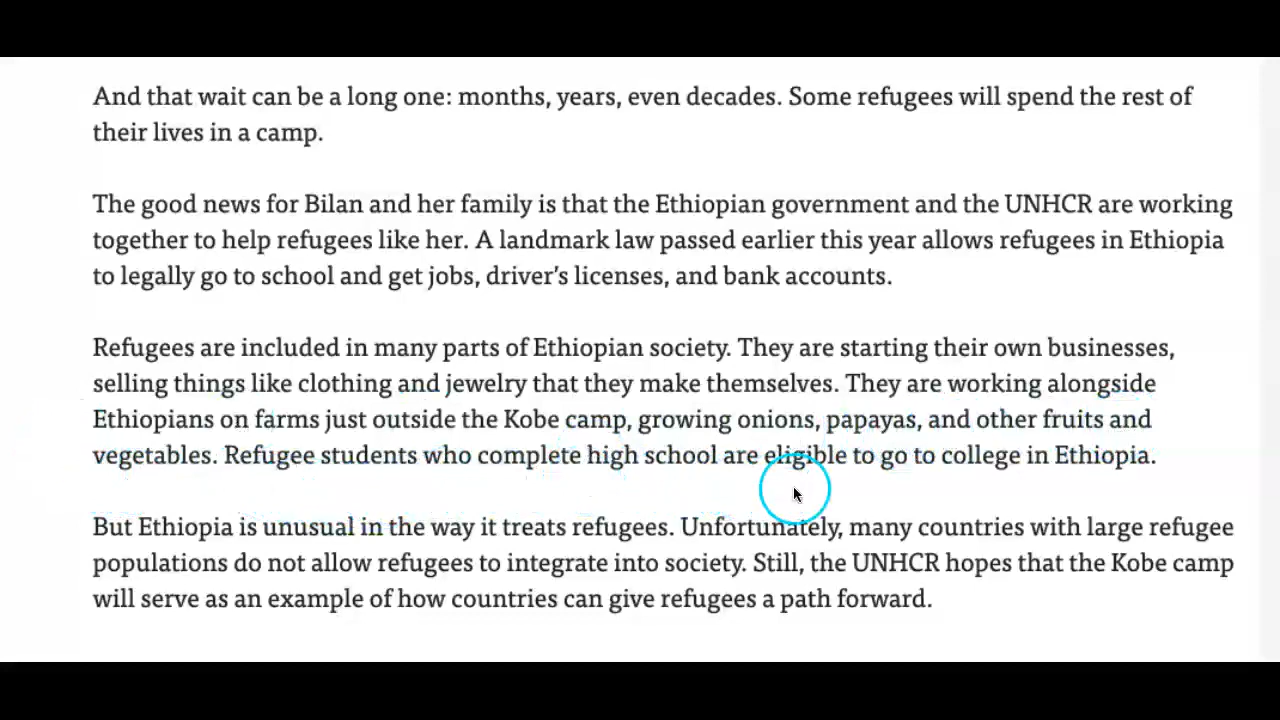 And that wait can be a long one: months, years, even decades. Some refugees will spend the rest of
their lives in a camp.
The good news for Bilan and her family is that the Ethiopian government and the UNHCR are working
together to help refugees like her. A landmark law passed earlier this year allows refugees in Ethiopia
to legally go to school and get jobs, driver’s licenses, and bank accounts.
Refugees are included in many parts of Ethiopian society. They are starting their own businesses,
selling things like clothing and jewelry that they make themselves. They are working alongside
Ethiopians on farms just outside the Kobe camp, growing onions, papayas, and other fruits and
vegetables. Refugee students who complete high school are eligible to go to college in Ethiopia.
But Ethiopia is unusual in the way it treats refugees. Unfortunately, many countries with large refugee
populations do not allow refugees to integrate into society. Still, the UNHCR hopes that the Kobe camp
will serve as an example of how countries can give refugees a path forward.